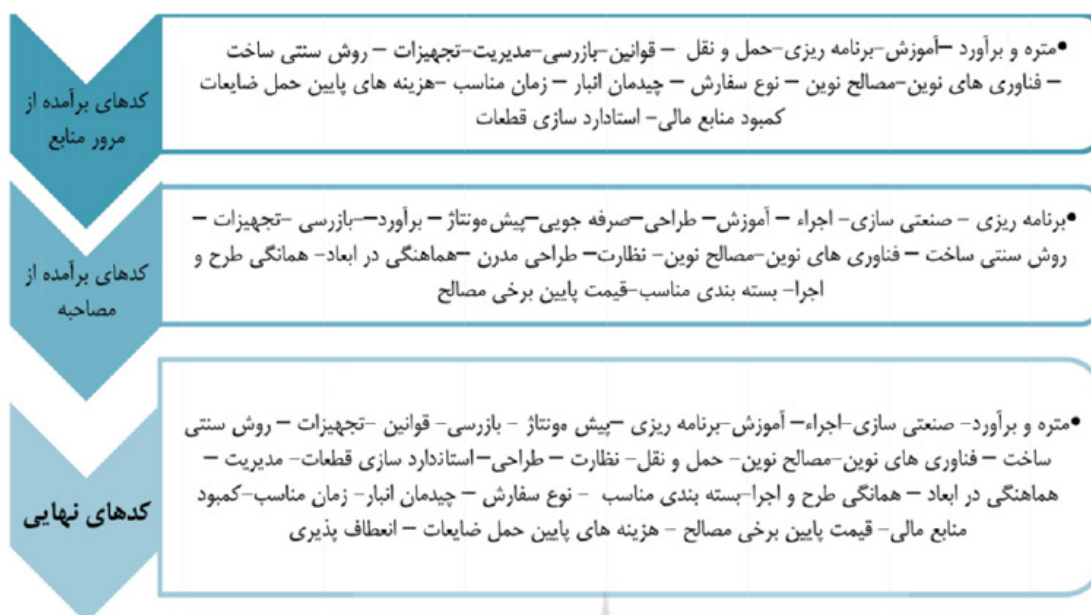 کدهای برآمده از
مرور منابع
•متره و برآورد –آموزش-برنامه ریزی-حمل و نقل – قوانین-بازرسی-مدیریت-تجهیزات – روش سنتی ساخت
– فناوری های نوین-مصالح نوین – نوع سفارش – چیدمان انبار – زمان مناسب –هزینه های پایین حمل ضایعات
کمبود منابع مالی- استادارد سازی قطعات
کدهای برآمده از
مصاحبه
•برنامه ریزی – صنعتی سازی- اجراء – آموزش- طراحی-صرفه جویی-پیش مونتاژ – برآورد–-بازرسی -تجهیزات –
روش سنتی ساخت – فناوری های نوین-مصالح نوین- نظارت- طراحی مدرن –هماهنگی در ابعاد- همانگی طرح و
اجرا- بسته بندی مناسب-قیمت پایین برخی مصالح
کدهای نهایی
•متره و برآورد- صنعتی سازی-اجراء- آموزش-برنامه ریزی –پیش مونتاژ - بازرسی- قوانین -تجهیزات – روش سنتی
ساخت – فناوری های نوین-مصالح نوین- حمل و نقل- نظارت – طراحی–استاندارد سازی قطعات- مدیریت –
هماهنگی در ابعاد – همانگی طرح و اجرا-بسته بندی مناسب - نوع سفارش – چیدمان انبار- زمان مناسب-کمبود
منابع مالی- قیمت پایین برخی مصالح – هزینه های پایین حمل ضایعات – انعطاف پذیری